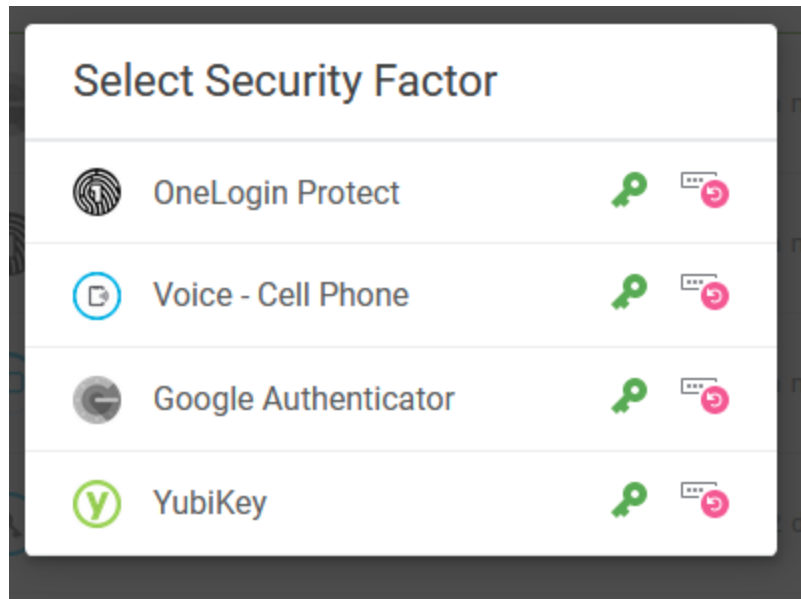 Select Security Factor
OneLogin Protect
Voice - Cell Phone
Google Authenticator
YubiKey